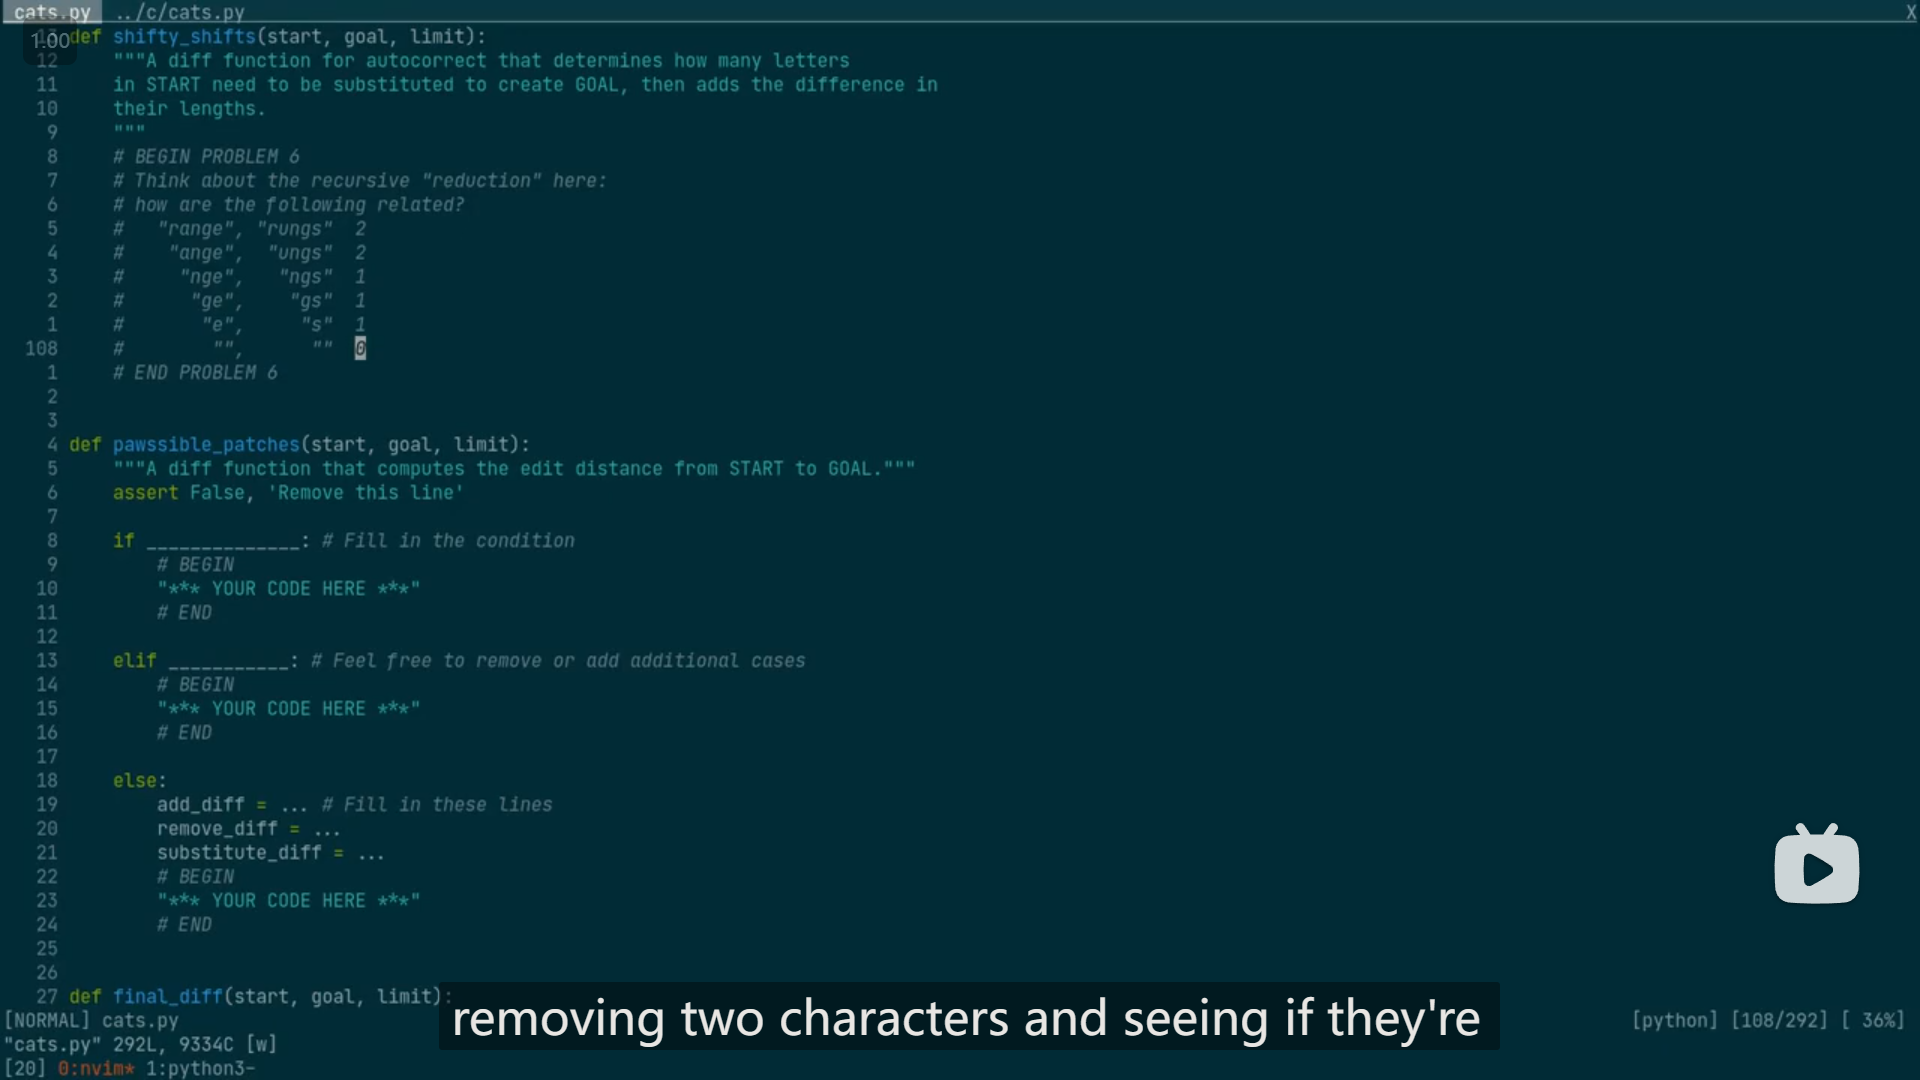 cats.py ../c/cats.py X
1.00
13 def shifty_shifts(start, goal, limit):
12 """A diff function for autocorrect that determines how many letters
11 in START need to be substituted to create GOAL, then adds the difference in
10 their lengths.
9 """
8 # BEGIN PROBLEM 6
7 # Think about the recursive "reduction" here:
6 # how are the following related?
5 # "range", "rungs" 2
4 # "ange", "ungs" 2
3 # "nge", "ngs" 1
2 # "ge", "gs" 1
1 # "e", "s" 1
108 # "", "" 0
1 # END PROBLEM 6
2
3
4 def pawssible_patches(start, goal, limit):
5 """A diff function that computes the edit distance from START to GOAL."""
6 assert False, 'Remove this line'
7
8 if ______________: # Fill in the condition
9 # BEGIN
10 "*** YOUR CODE HERE ***"
11 # END
12
13 elif ___________: # Feel free to remove or add additional cases
14 # BEGIN
15 "*** YOUR CODE HERE ***"
16 # END
17
18 else:
19 add_diff = ... # Fill in these lines
20 remove_diff = ...
21 substitute_diff = ...
22 # BEGIN
23 "*** YOUR CODE HERE ***"
24 # END
25
26
27 def final_diff(start, goal, limit):
removing two characters and seeing if they're
[NORMAL] cats.py [python] [108/292] [ 36%]
"cats.py" 292L, 9334C [w]
[20] 0:nvim* 1:python3-